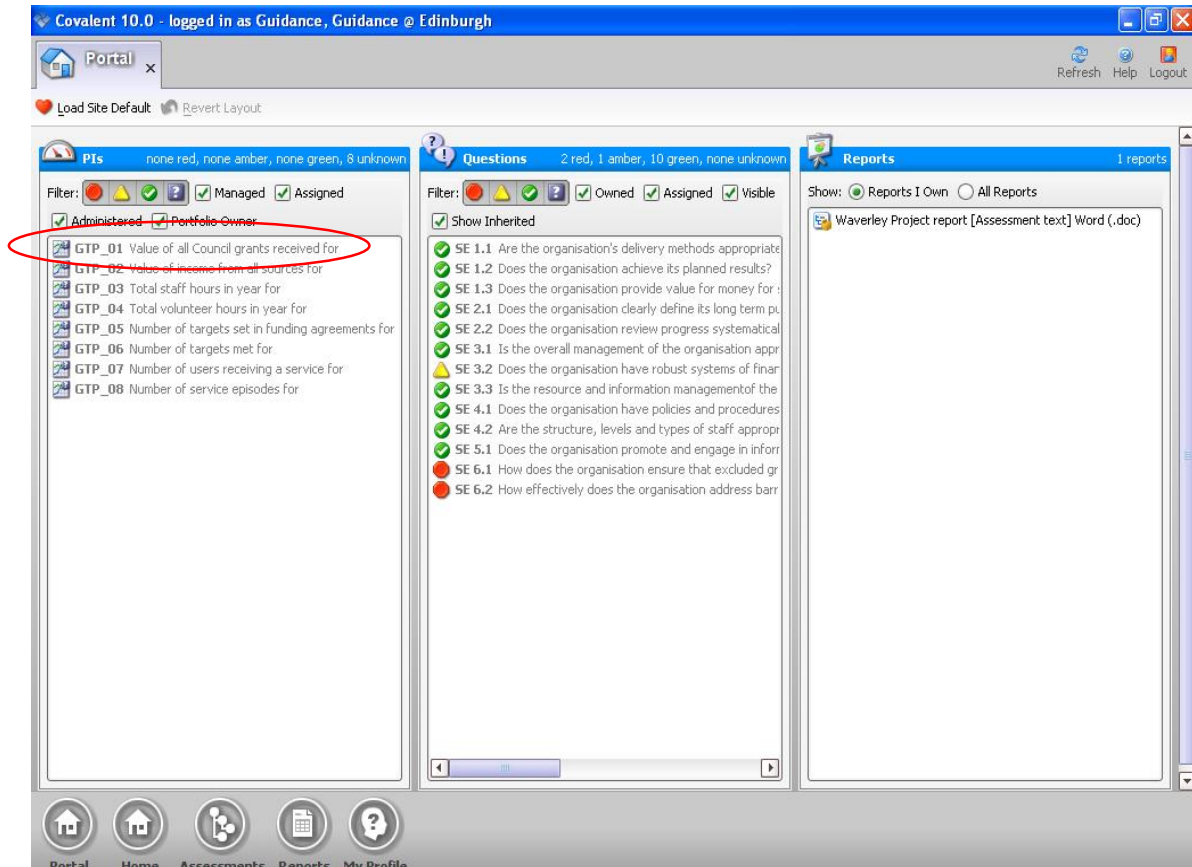 Covalent 10.0 - logged in as Guidance, Guidance @ Edinburgh
Portal x
Refresh Help Logout
Load Site Default Revert Layout
PIs none red, none amber, none green, 8 unknown
Filter: Managed Assigned
Administered Portfolio Owner
GTP_01 Value of all Council grants received for
GTP_02 Value of income from all sources for
GTP_03 Total staff hours in year for
GTP_04 Total volunteer hours in year for
GTP_05 Number of targets set in funding agreements for
GTP_06 Number of targets met for
GTP_07 Number of users receiving a service for
GTP_08 Number of service episodes for
Questions 2 red, 1 amber, 10 green, none unknown
Filter: Owned Assigned Visible
Show Inherited
SE 1.1 Are the organisation's delivery methods appropriate
SE 1.2 Does the organisation achieve its planned results?
SE 1.3 Does the organisation provide value for money for
SE 2.1 Does the organisation clearly define its long term pu
SE 2.2 Does the organisation review progress systematical
SE 3.1 Is the overall management of the organisation appr
SE 3.2 Does the organisation have robust systems of finan
SE 3.3 Is the resource and information managementof the
SE 4.1 Does the organisation have policies and procedures
SE 4.2 Are the structure, levels and types of staff appropr
SE 5.1 Does the organisation promote and engage in inforr
SE 6.1 How does the organisation ensure that excluded gr
SE 6.2 How effectively does the organisation address barr
Reports 1 reports
Show: Reports I Own All Reports
Waverley Project report [Assessment text] Word (.doc)
Portal Home Assessments Reports My Profile